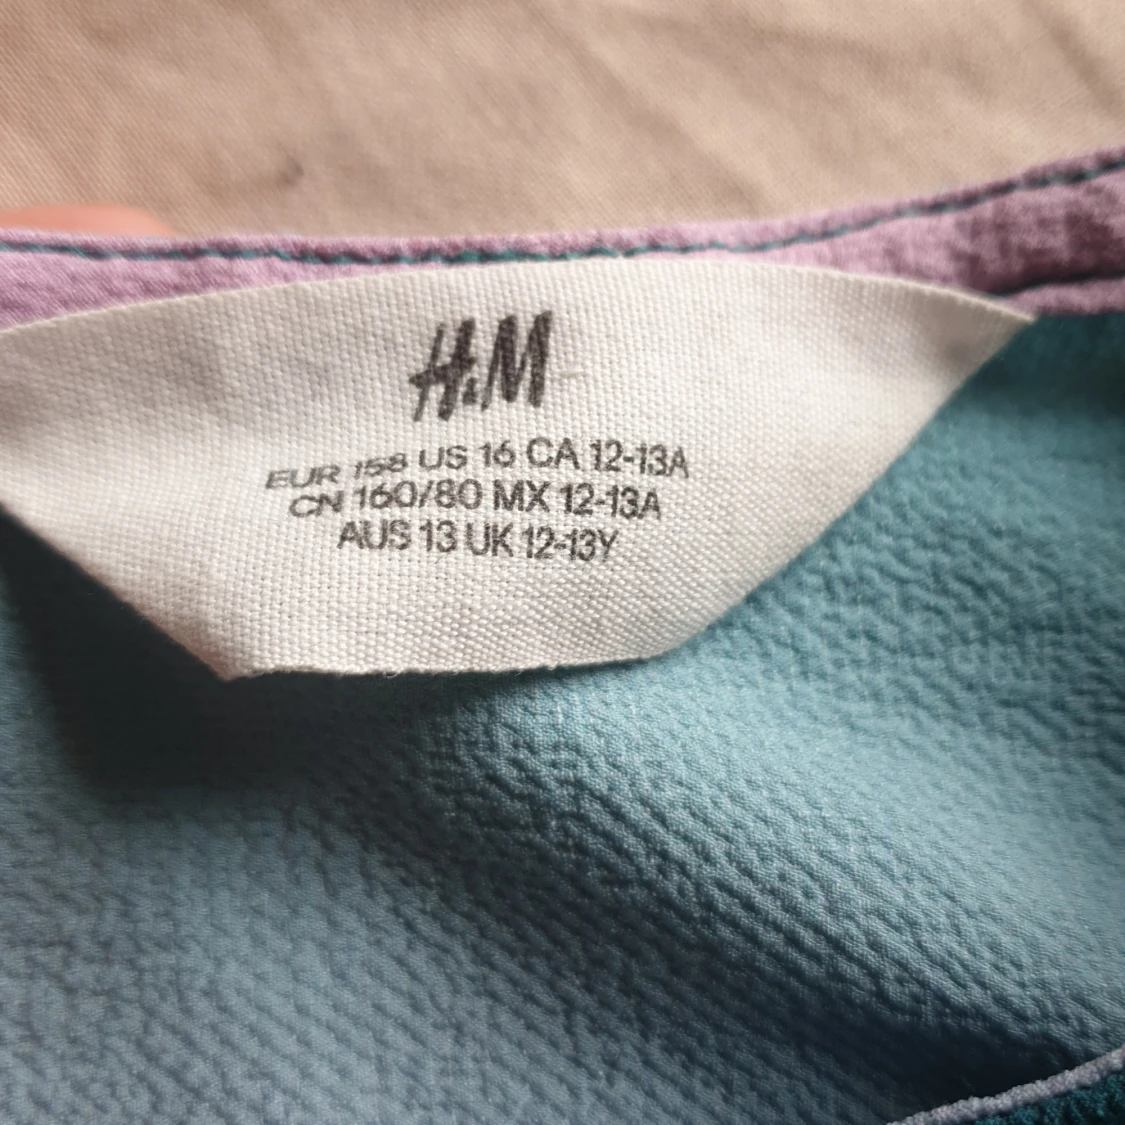 H&M
EUR 158 US 16 CA 12-13A
CN 160/80 MX 12-13A
AUS 13 UK 12-13Y